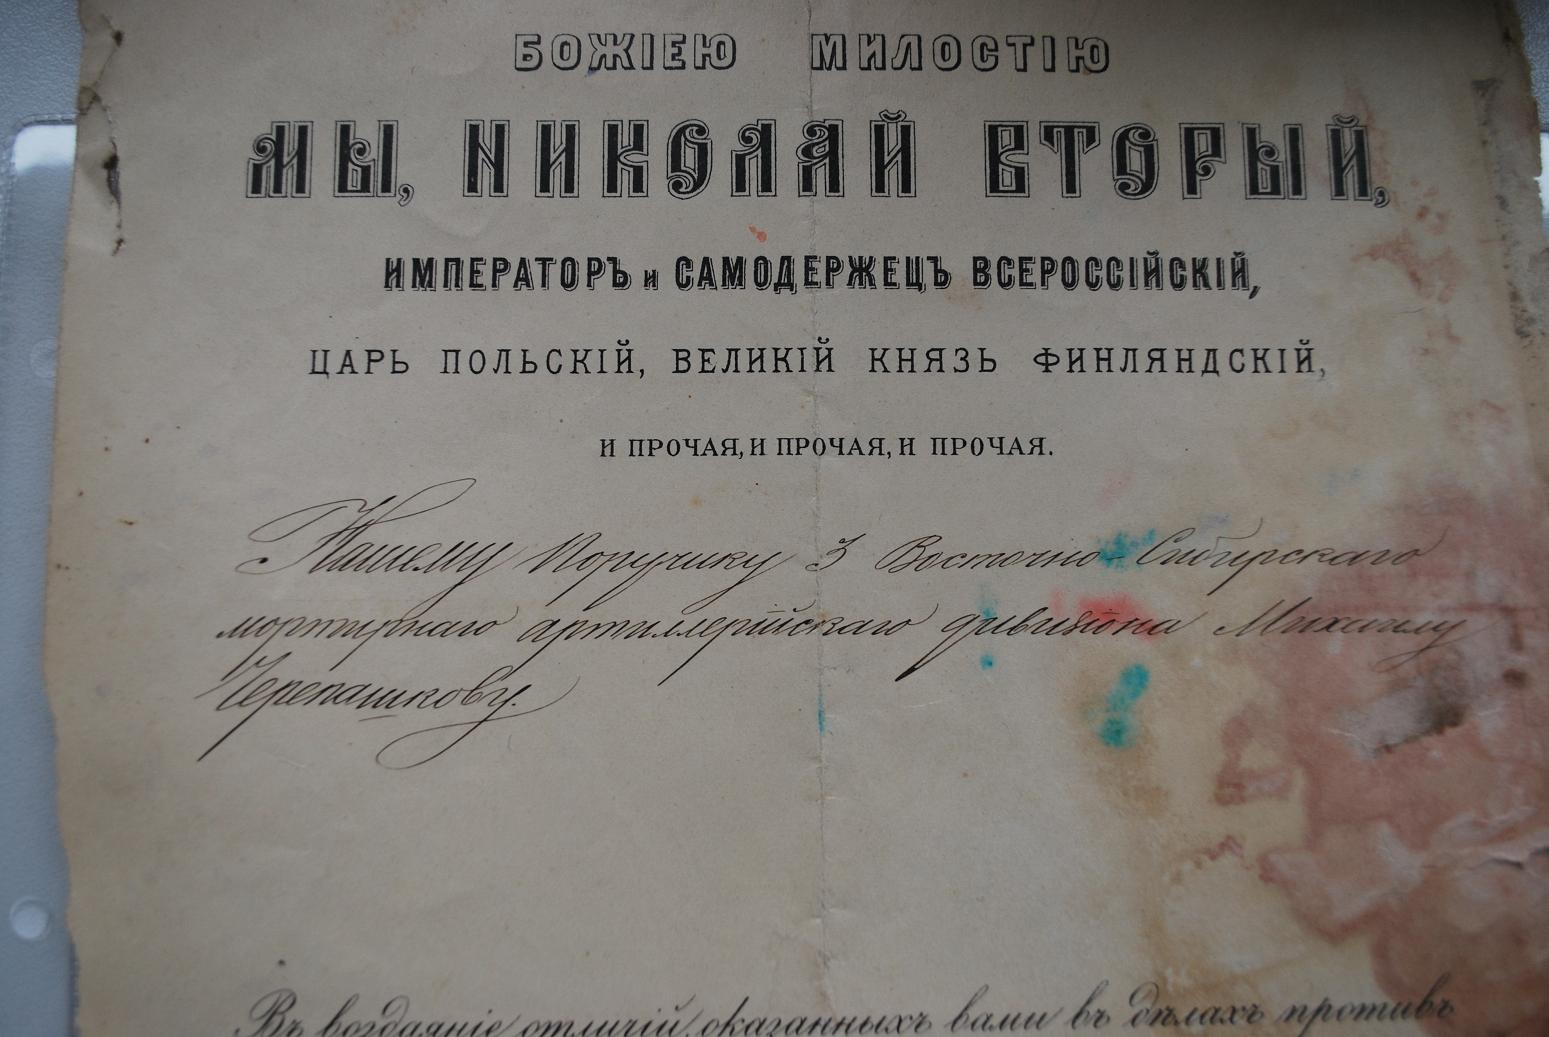 БОЖІЕЮ МИЛОСТІЮ
МЫ, НИКОЛАЙ ВТОРЫЙ,
ИМПЕРАТОРЪ и САМОДЕРЖЕЦЪ ВСЕРОССІЙСКІЙ,
ЦАРЬ ПОЛЬСКІЙ, ВЕЛИКІЙ КНЯЗЬ ФИНЛЯНДСКІЙ,
И ПРОЧАЯ, И ПРОЧАЯ, И ПРОЧАЯ.
Нашему Поручику 3 Восточно-Сибирскаго
мортирнаго артиллерійскаго дивизіона Михаилу
Черепашкову.
Въ воздаяніе отличій, оказанныхъ вами въ дѣлахъ противъ